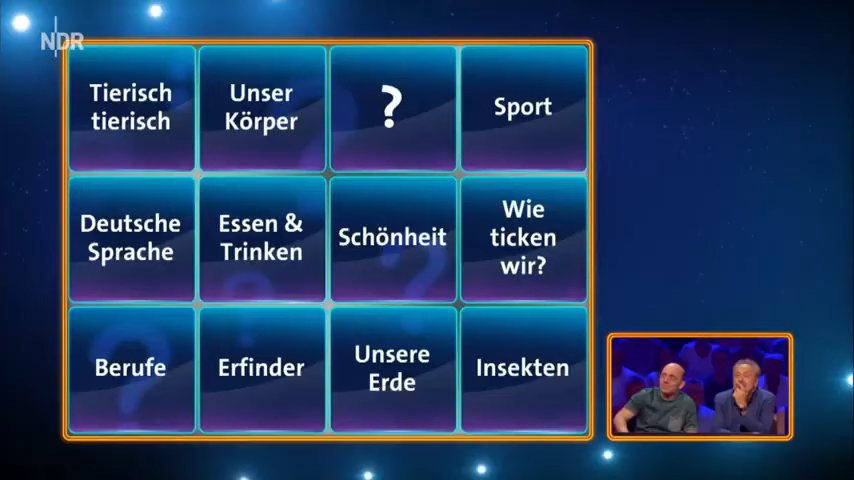 NDR
Tierisch
tierisch
Unser
Körper
?
Sport
Deutsche
Sprache
Essen &
Trinken
Schönheit
Wie
ticken
wir?
Berufe
Erfinder
Unsere
Erde
Insekten